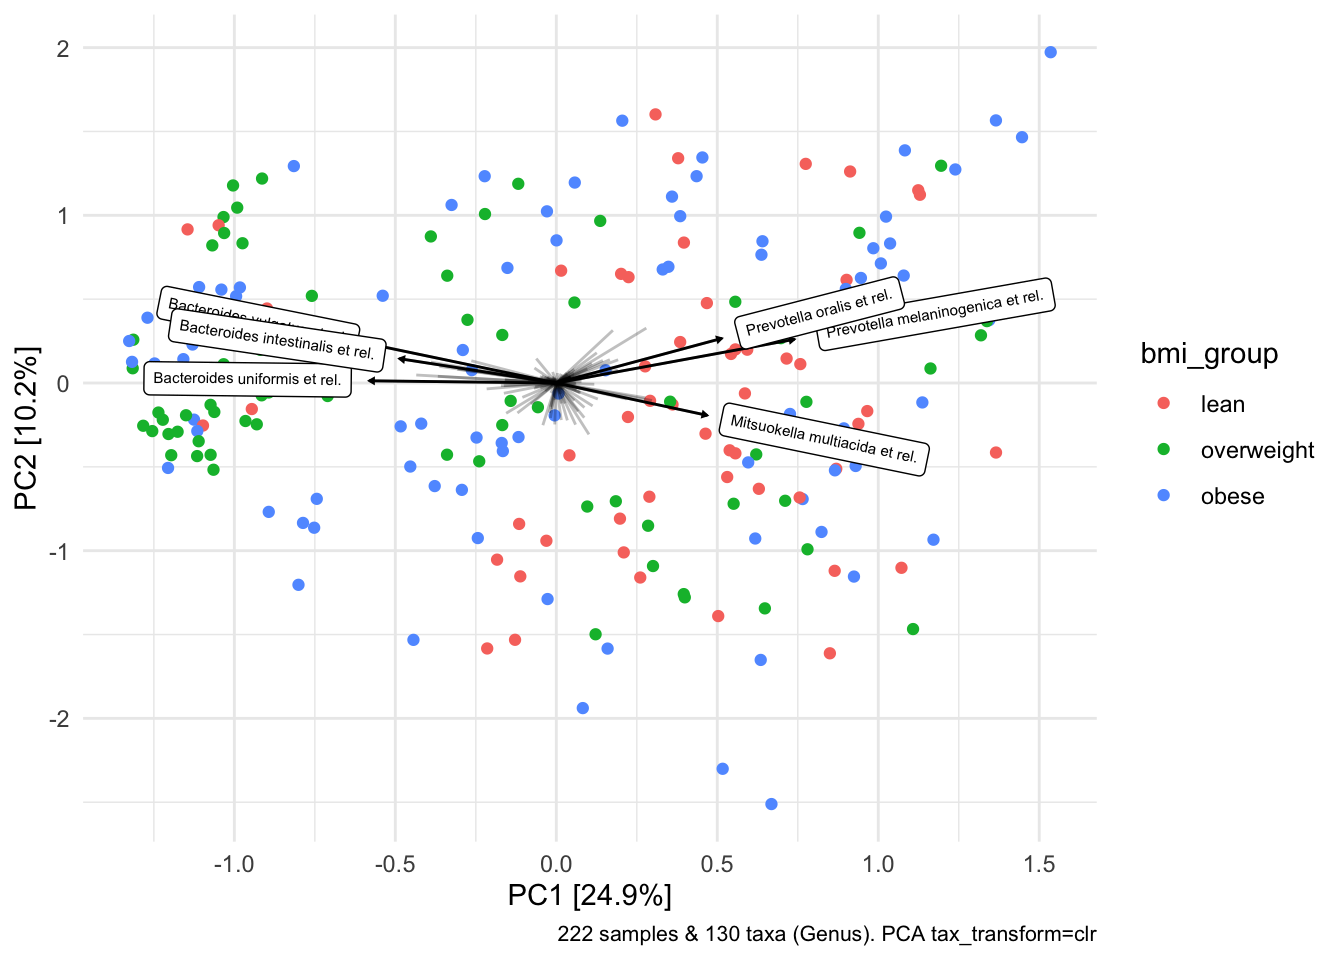 2
1
0
-1
-2
PC2 [10.2%]
Bacteroides
Bacteroides intestinalis et rel.
Bacteroides uniformis et rel.
Prevotella oralis et rel.
Prevotella melaninogenica et rel.
Mitsuokella multiacida et rel.
-1.0 -0.5 0.0 0.5 1.0 1.5
PC1 [24.9%]
bmi_group
lean
overweight
obese
222 samples & 130 taxa (Genus). PCA tax_transform=clr